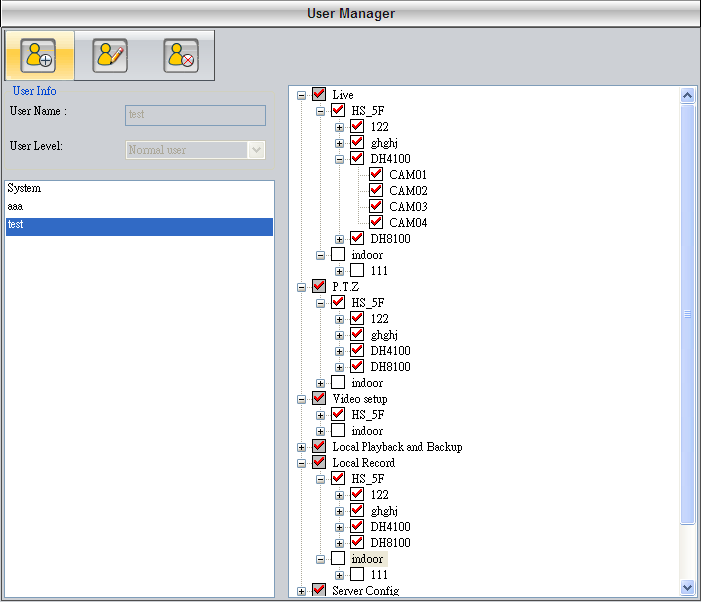 User Manager
User Info
User Name :
test
User Level:
Normal user
System
aaa
test
Live
HS_5F
122
ghghj
DH4100
CAM01
CAM02
CAM03
CAM04
DH8100
indoor
111
P.T.Z
HS_5F
122
ghghj
DH4100
DH8100
indoor
Video setup
HS_5F
indoor
Local Playback and Backup
Local Record
HS_5F
122
ghghj
DH4100
DH8100
indoor
111
Server Config